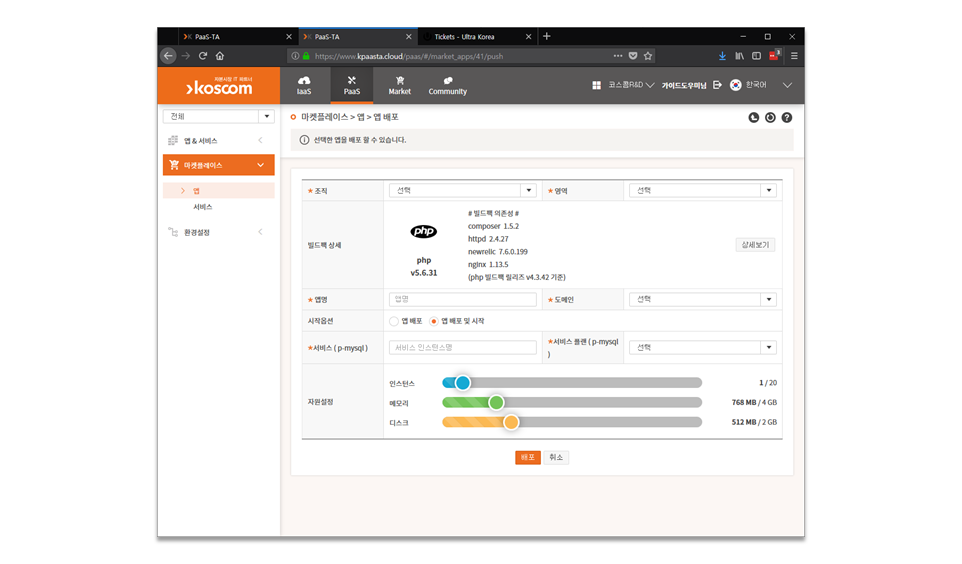 PaaS-TA
PaaS-TA
Tickets - Ultra Korea
https://www.kpaasta.cloud/paas/#/market_apps/41/push
자본시장 IT 파트너
koscom
IaaS
PaaS
Market
Community
코스콤R&D
가이드도우미님
한국어
전체
앱 & 서비스
마켓플레이스
앱
서비스
환경설정
마켓플레이스 > 앱 > 앱 배포
선택한 앱을 배포 할 수 있습니다.
* 조직
선택
* 영역
선택
빌드팩 상세
php
php
v5.6.31
# 빌드팩 의존성 #
composer 1.5.2
httpd 2.4.27
newrelic 7.6.0.199
nginx 1.13.5
(php 빌드팩 릴리즈 v4.3.42 기준)
상세보기
* 앱명
앱명
* 도메인
선택
시작옵션
앱 배포
앱 배포 및 시작
*서비스 ( p-mysql )
서비스 인스턴스명
*서비스 플랜 ( p-mysql
)
선택
자원설정
인스턴스
1 / 20
메모리
768 MB / 4 GB
디스크
512 MB / 2 GB
배포
취소